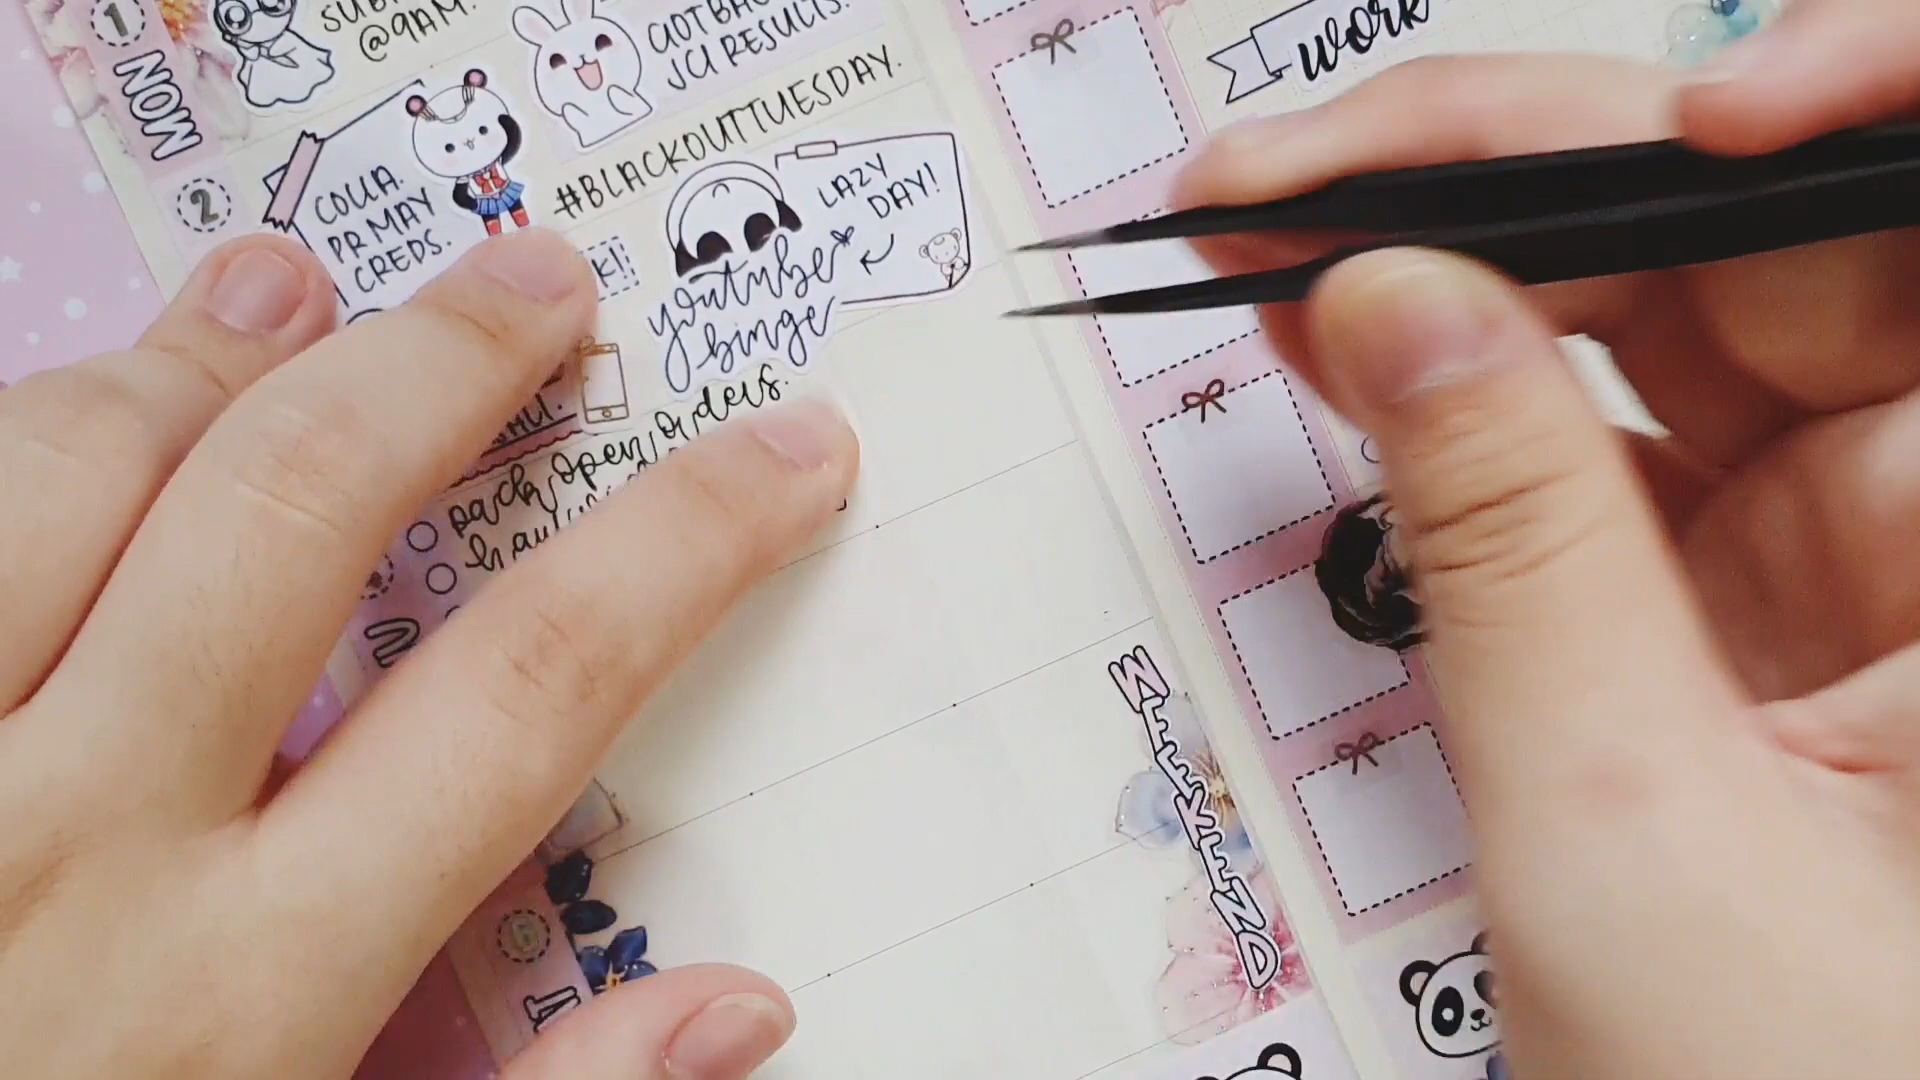 1
MON
@9AM.
GOT BACK
JCI RESULTS.
work
2
COLLA.
PR MAY
CREDS.
#BLACKOUTTUESDAY.
LAZY
DAY!
youtube
binge
pack open orders.
WEEKEND
6